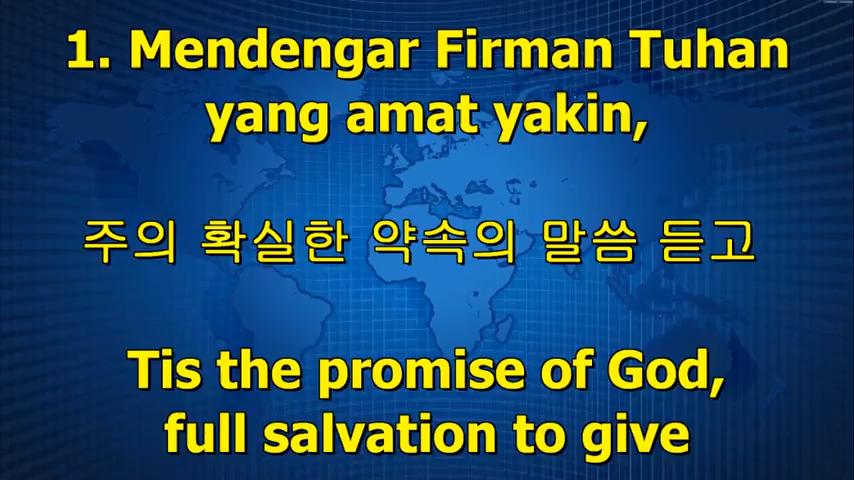 1. Mendengar Firman Tuhan
yang amat yakin,
주의 확실한 약속의 말씀 듣고
Tis the promise of God,
full salvation to give